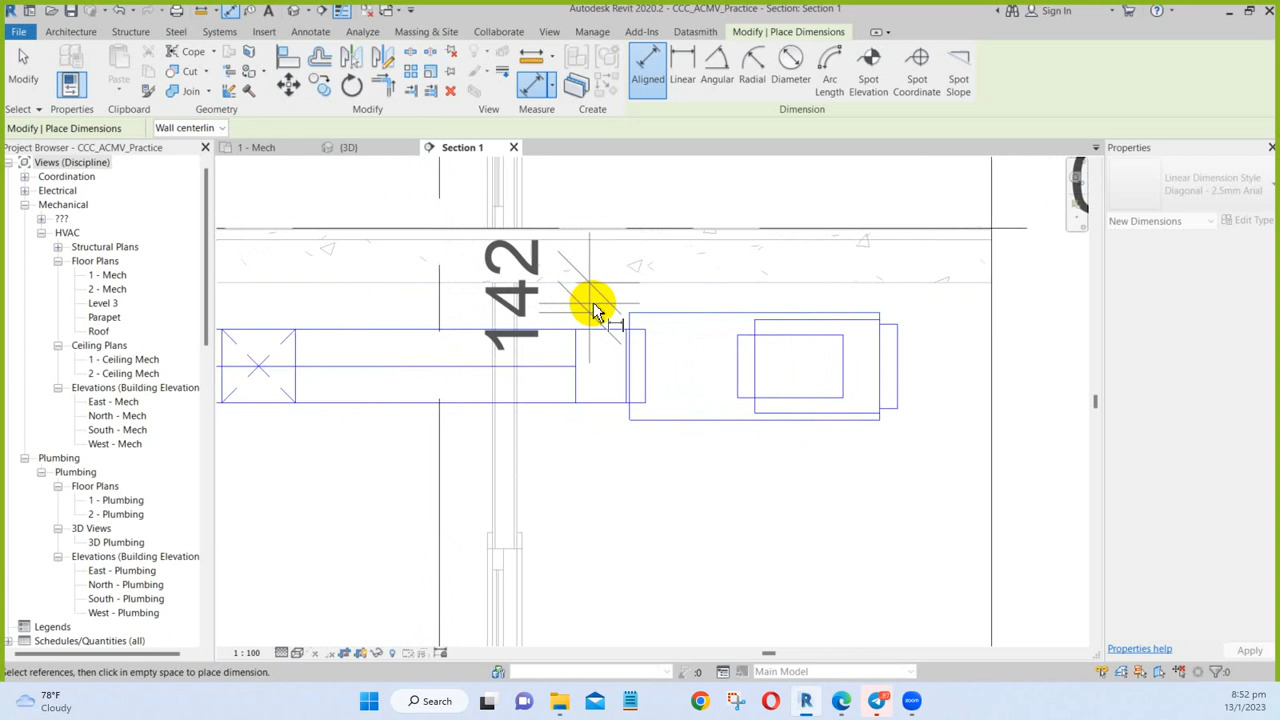 Autodesk Revit 2020.2 - CCC_ACMV_Practice - Section: Section 1
Sign In
File Architecture Structure Steel Systems Insert Annotate Analyze Massing & Site Collaborate View Manage Add-Ins Datasmith Modify | Place Dimensions
Modify
Paste
Cope
Cut
Join
Aligned Linear Angular Radial Diameter Arc Length Spot Elevation Spot Coordinate Spot Slope
Select Properties Clipboard Geometry Modify View Measure Create Dimension
Modify | Place Dimensions Wall centerlin
Project Browser - CCC_ACMV_Practice
1 - Mech {3D} Section 1
Properties
Views (Discipline)
Coordination
Electrical
Mechanical
???
HVAC
Structural Plans
Floor Plans
1 - Mech
2 - Mech
Level 3
Parapet
Roof
Ceiling Plans
1 - Ceiling Mech
2 - Ceiling Mech
Elevations (Building Elevation
East - Mech
North - Mech
South - Mech
West - Mech
Plumbing
Plumbing
Floor Plans
1 - Plumbing
2 - Plumbing
3D Views
3D Plumbing
Elevations (Building Elevation
East - Plumbing
North - Plumbing
South - Plumbing
West - Plumbing
Legends
Schedules/Quantities (all)
142
Linear Dimension Style
Diagonal - 2.5mm Arial
New Dimensions Edit Type
1 : 100
Properties help Apply
Select references, then click in empty space to place dimension.
:0 Main Model :0
78°F
Cloudy
Search
8:52 pm
13/1/2023